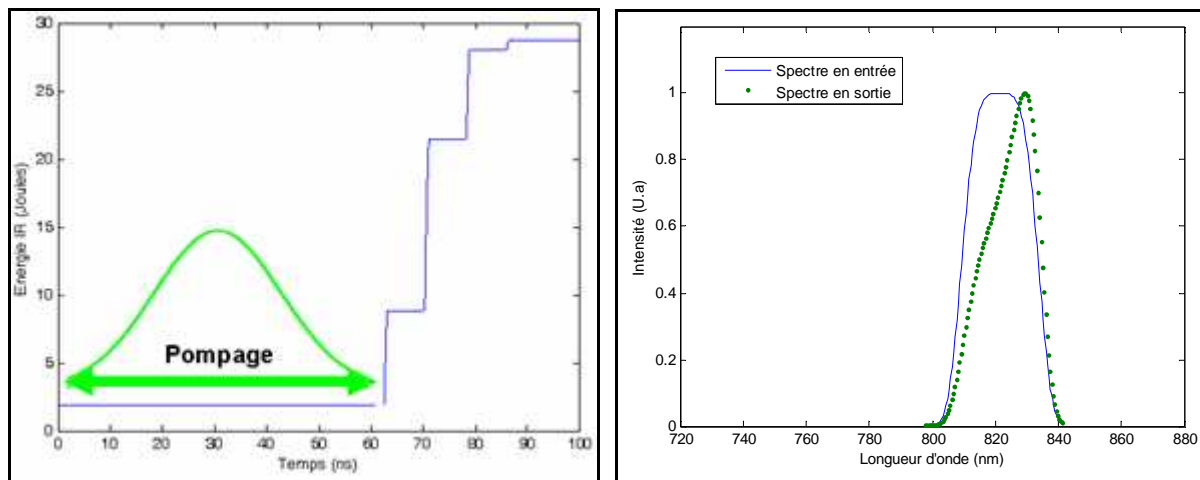 30
25
20
15
10
5
0
Energie IR (Joules)
Pompage
0 10 20 30 40 50 60 70 80 90 100
Temps (ns)
Spectre en entrée
Spectre en sortie
1
0.8
0.6
0.4
0.2
0
Intensité (U.a)
720 740 760 780 800 820 840 860 880
Longueur d'onde (nm)